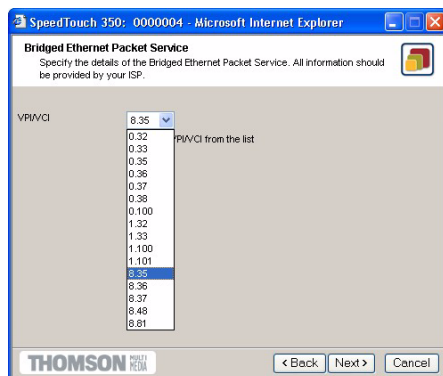 SpeedTouch 350: 0000004 - Microsoft Internet Explorer
Bridged Ethernet Packet Service
Specify the details of the Bridged Ethernet Packet Service. All information should
be provided by your ISP.
VPI/VCI
8.35
VPI/VCI from the list
0.32
0.33
0.35
0.36
0.37
0.38
0.100
1.32
1.33
1.100
1.101
8.35
8.36
8.37
8.48
8.81
THOMSON MULTI
MEDIA
< Back
Next >
Cancel